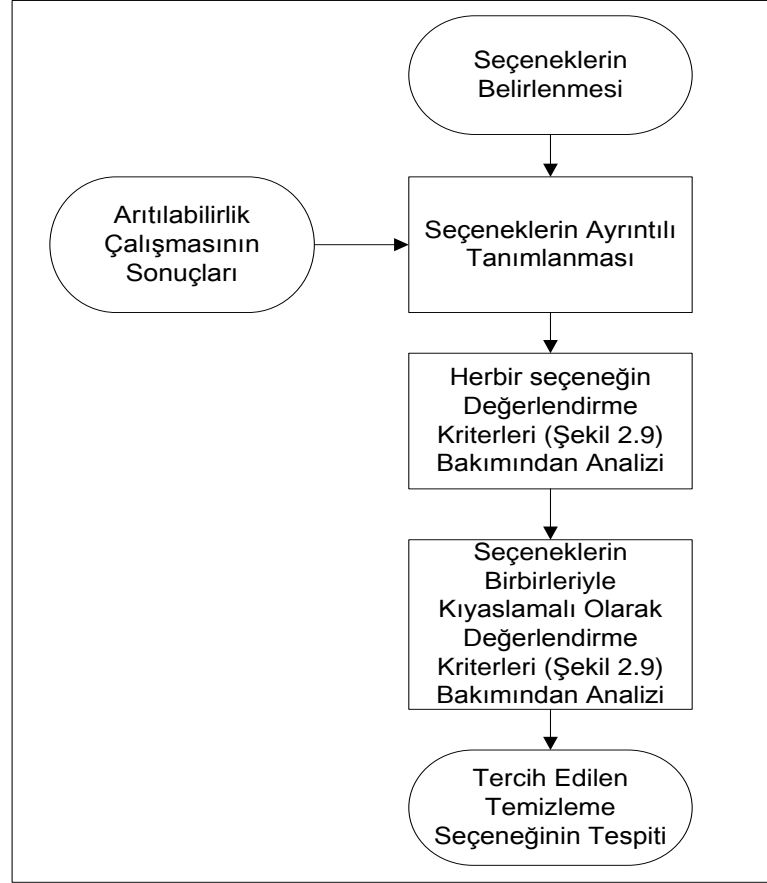 Seçeneklerin
Belirlenmesi
Arıtılabilirlik
Çalışmasının
Sonuçları
Seçeneklerin Ayrıntılı
Tanımlanması
Herbir seçeneğin
Değerlendirme
Kriterleri (Şekil 2.9)
Bakımından Analizi
Seçeneklerin
Birbirleriyle
Kıyaslamalı Olarak
Değerlendirme
Kriterleri (Şekil 2.9)
Bakımından Analizi
Tercih Edilen
Temizleme
Seçeneğinin Tespiti